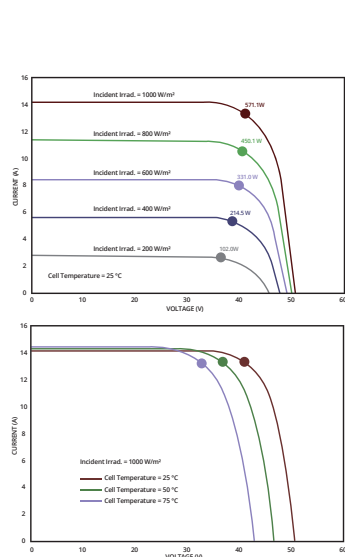 16
Incident Irrad. = 1000 W/m²
571.1W
14
12
Incident Irrad. = 800 W/m²
450.1 W
10
Incident Irrad. = 600 W/m²
331.0 W
8
CURRENT (A)
6
Incident Irrad. = 400 W/m²
214.5 W
4
Incident Irrad. = 200 W/m²
102.0W
2
Cell Temperature = 25 °C
0
0 10 20 30 40 50 60
VOLTAGE (V)
16
14
12
10
8
CURRENT (A)
6
Incident Irrad. = 1000 W/m²
4
Cell Temperature = 25 °C
Cell Temperature = 50 °C
2
Cell Temperature = 75 °C
0
0 10 20 30 40 50 60
VOLTAGE (V)